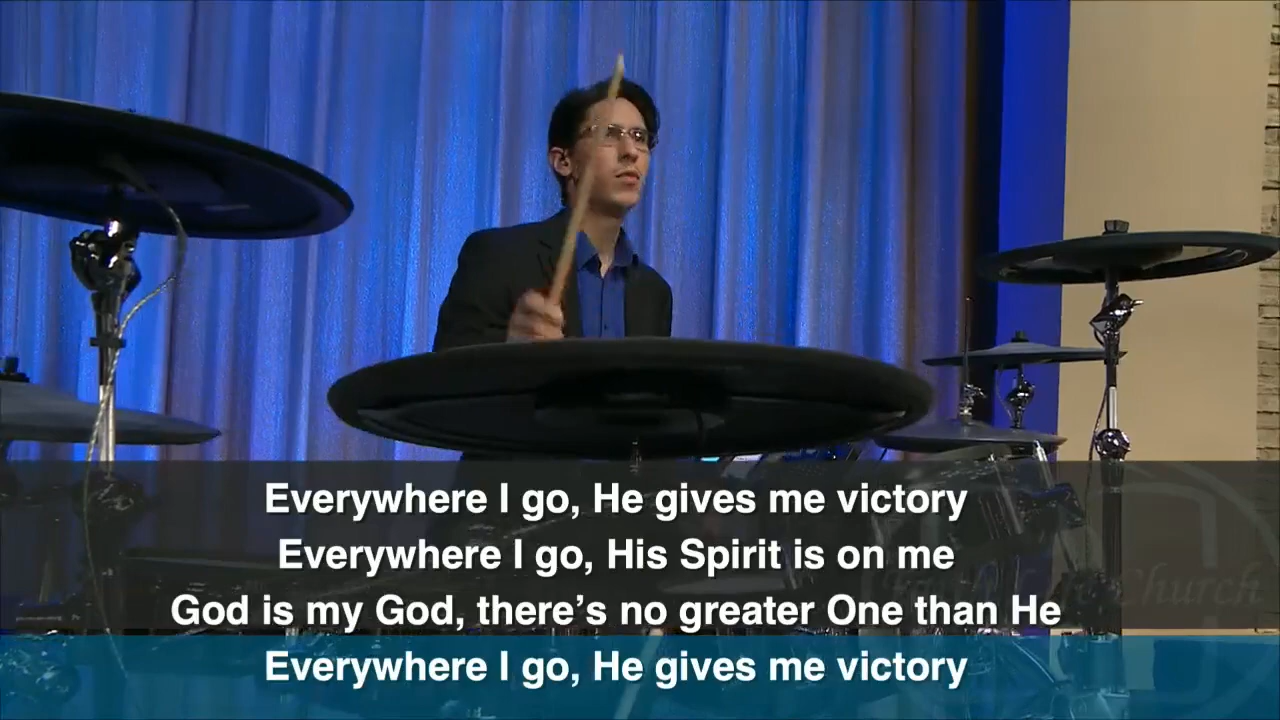 Everywhere I go, He gives me victory
Everywhere I go, His Spirit is on me
God is my God, there's no greater One than He
Everywhere I go, He gives me victory
Church